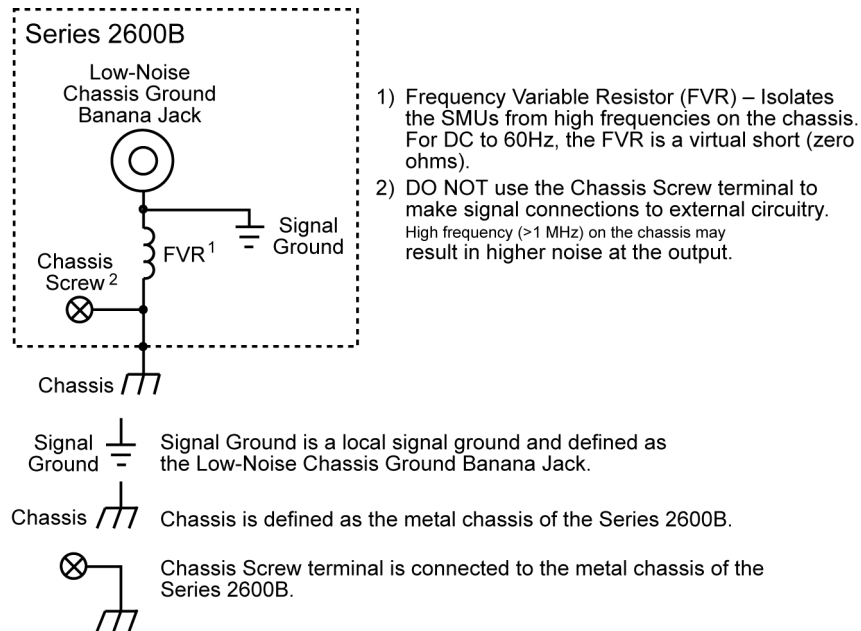 Series 2600B
Low-Noise
Chassis Ground
Banana Jack
Signal
Ground
FVR1
Chassis
Screw2
Chassis
1) Frequency Variable Resistor (FVR) – Isolates
the SMUs from high frequencies on the chassis.
For DC to 60Hz, the FVR is a virtual short (zero
ohms).
2) DO NOT use the Chassis Screw terminal to
make signal connections to external circuitry.
High frequency (>1 MHz) on the chassis may
result in higher noise at the output.
Signal
Ground
Signal Ground is a local signal ground and defined as
the Low-Noise Chassis Ground Banana Jack.
Chassis
Chassis is defined as the metal chassis of the Series 2600B.
Chassis Screw terminal is connected to the metal chassis of the
Series 2600B.